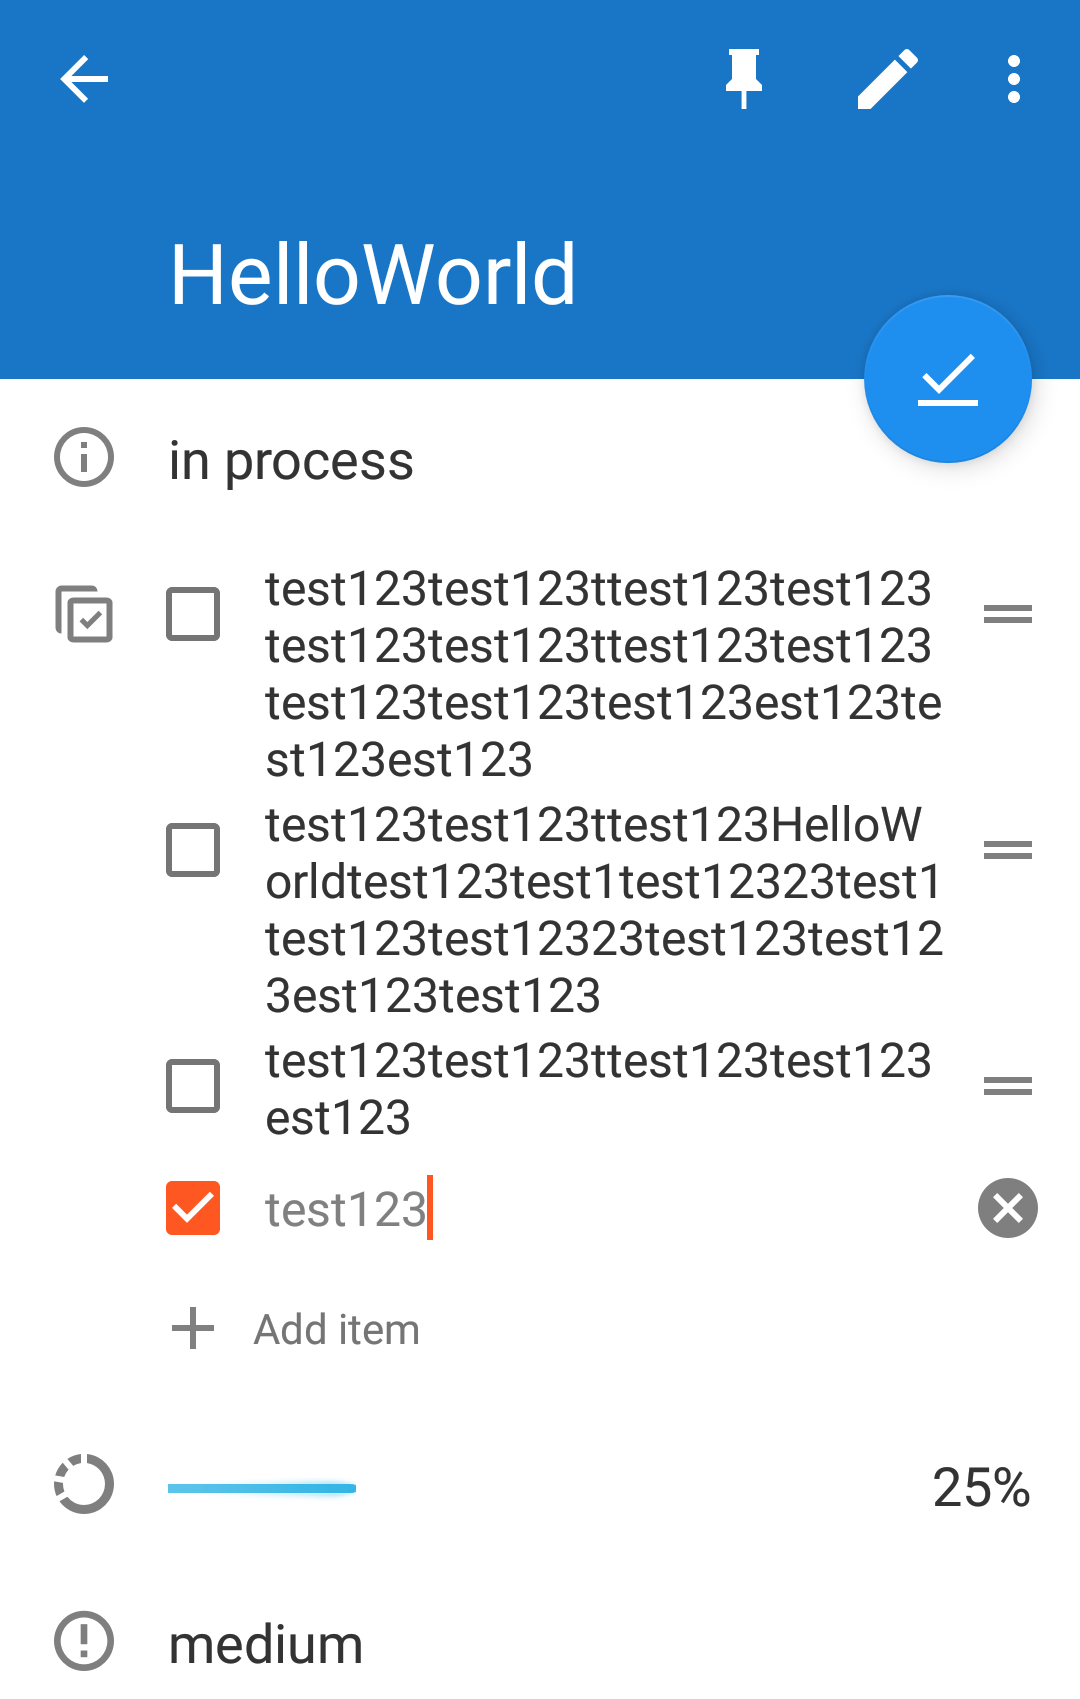 HelloWorld
in process
test123test123ttest123test123
test123test123ttest123test123
test123test123test123est123te
st123est123
test123test123ttest123HelloW
orldtest123test1test12323test1
test123test12323test123test12
3est123test123
test123test123ttest123test123
est123
test123
Add item
25%
medium